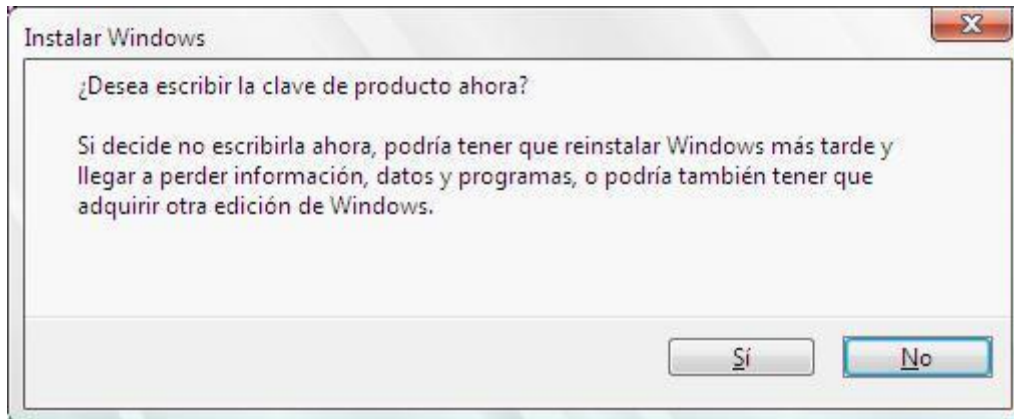 Instalar Windows
¿Desea escribir la clave de producto ahora?
Si decide no escribirla ahora, podría tener que reinstalar Windows más tarde y
llegar a perder información, datos y programas, o podría también tener que
adquirir otra edición de Windows.
Sí
No